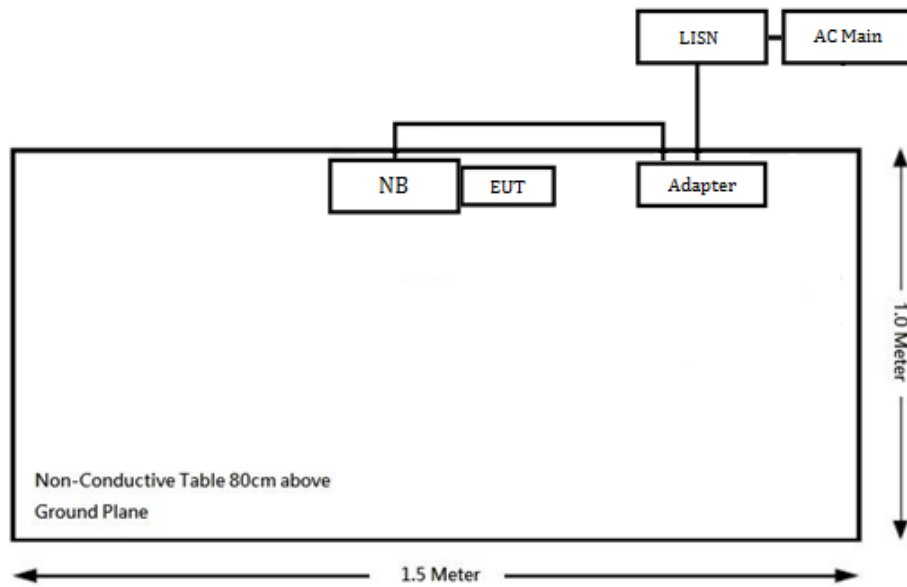 LISN
AC Main
NB
EUT
Adapter
1.0 Meter
Non-Conductive Table 80cm above
Ground Plane
1.5 Meter